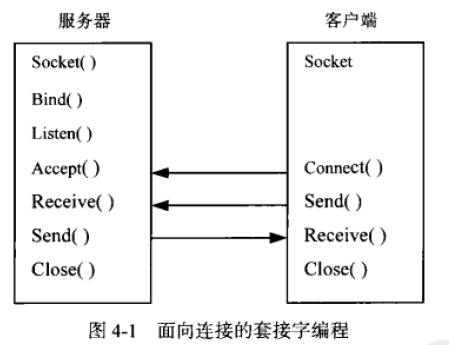 服务器 客户端
Socket( ) Socket
Bind( )
Listen( )
Accept( ) Connect( )
Receive( ) Send( )
Send( ) Receive( )
Close( ) Close( )
图 4-1 面向连接的套接字编程